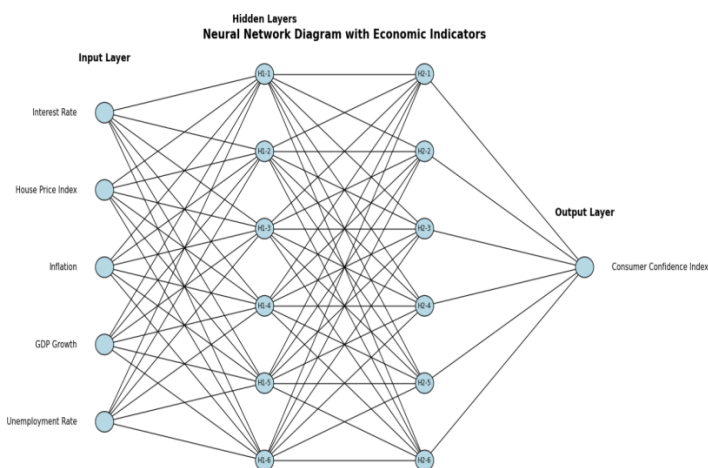 Hidden Layers
Neural Network Diagram with Economic Indicators
Input Layer
H1-1
H2-1
Interest Rate
H1-2
H2-2
House Price Index
Output Layer
H1-3
H2-3
Inflation
Consumer Confidence Index
H1-4
H2-4
GDP Growth
H1-5
H2-5
Unemployment Rate
H1-6
H2-6